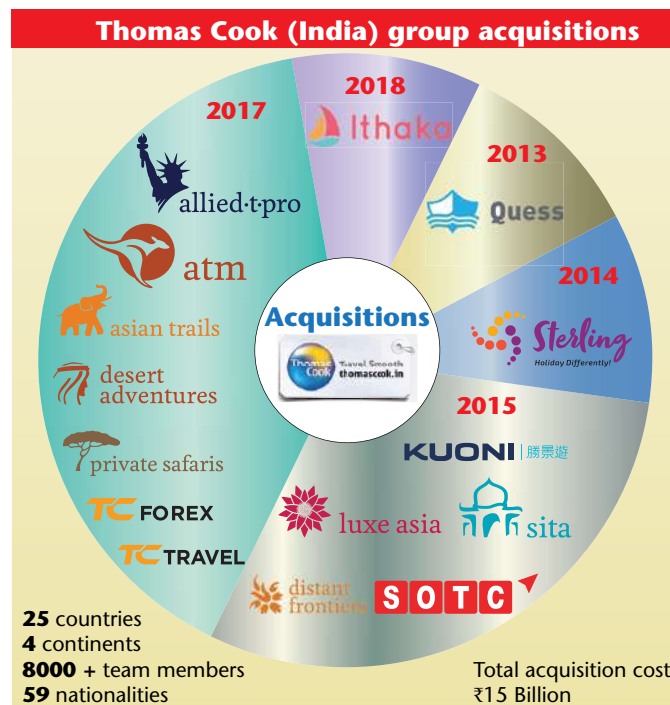 Thomas Cook (India) group acquisitions
2018
Ithaka
2013
Quess
2014
Sterling
Holiday Differently!
2015
KUONI 勝景遊
luxe asia
sita
distant
frontiers
SOTC
2017
allied·t·pro
atm
asian trails
desert
adventures
private safaris
TC FOREX
TC TRAVEL
Acquisitions
Thomas
Cook
Travel Smooth
thomascook.in
25 countries
4 continents
8000 + team members
59 nationalities
Total acquisition cost
₹15 Billion